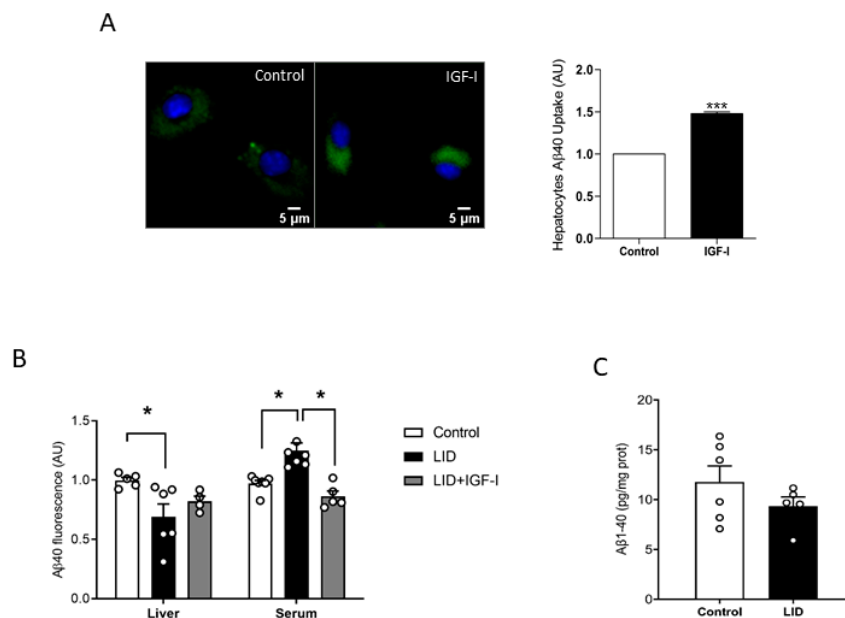 A
Control
IGF-I
5 µm
5 µm
Hepatocytes Aβ40 Uptake (AU)
2.0
1.5
1.0
0.5
0.0
***
Control
IGF-I
B
Aβ40 fluorescence (AU)
1.5
1.0
0.5
0.0
*
*
*
Liver
Serum
Control
LID
LID+IGF-I
C
Aβ1-40 (pg/mg prot)
20
15
10
5
0
Control
LID